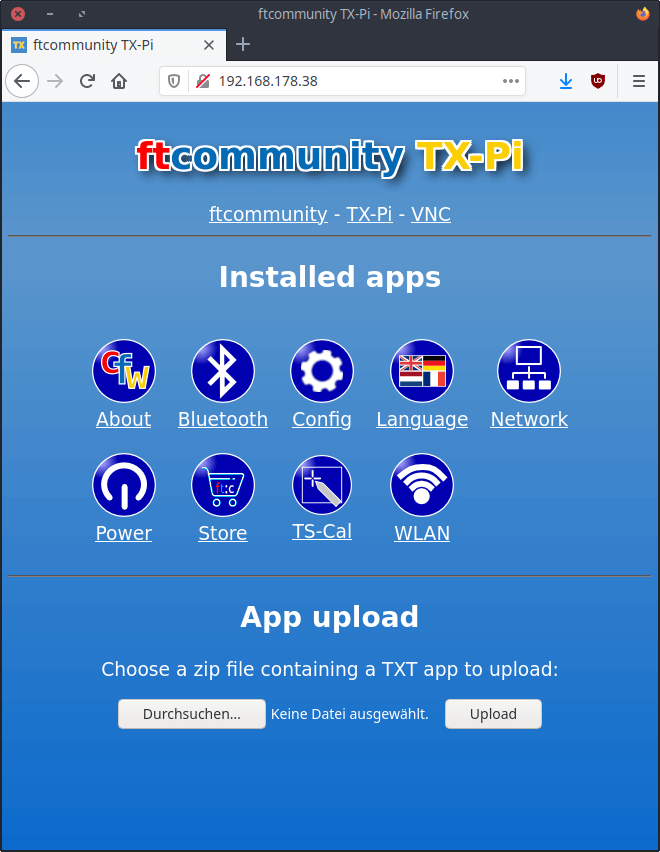 ftcommunity TX-Pi - Mozilla Firefox
TX ftcommunity TX-Pi
192.168.178.38
ftcommunity TX-Pi
ftcommunity - TX-Pi - VNC
Installed apps
CFW ft:c
About Bluetooth Config Language Network
Power Store TS-Cal WLAN
App upload
Choose a zip file containing a TXT app to upload:
Durchsuchen... Keine Datei ausgewählt. Upload